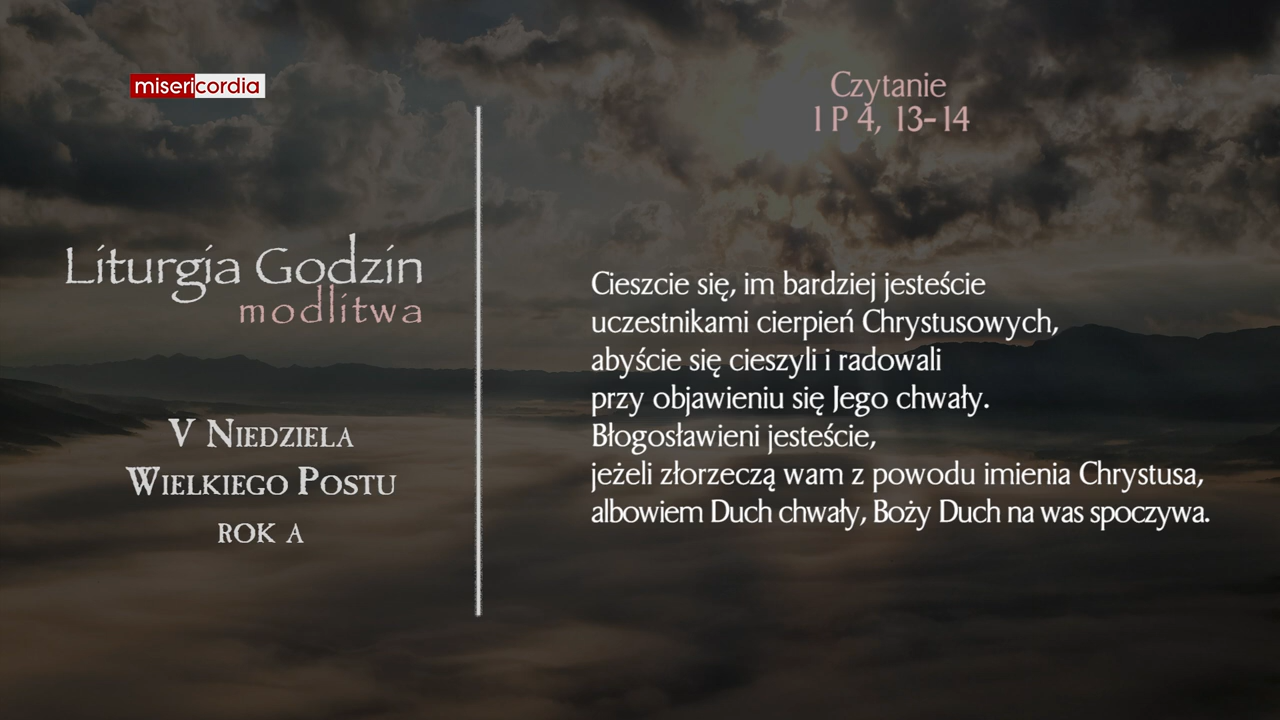 misericordia
Liturgia Godzin
modlitwa
V Niedziela
Wielkiego Postu
rok A
Czytanie
1 P 4, 13-14
Cieszcie się, im bardziej jesteście
uczestnikami cierpień Chrystusowych,
abyście się cieszyli i radowali
przy objawieniu się Jego chwały.
Błogosławieni jesteście,
jeżeli złorzeczą wam z powodu imienia Chrystusa,
albowiem Duch chwały, Boży Duch na was spoczywa.